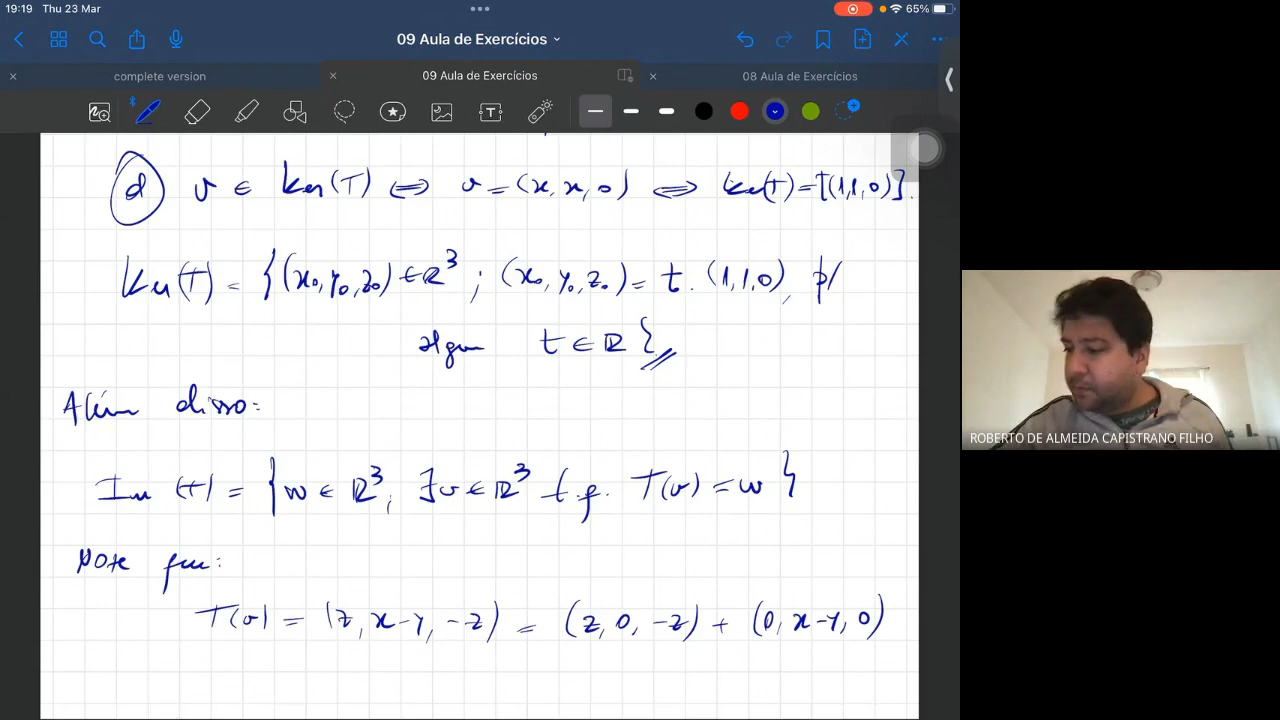 19:19 Thu 23 Mar
65%
09 Aula de Exercícios
complete version
09 Aula de Exercícios
08 Aula de Exercícios
d v ∈ Ker(T) ⟺ v = (x, x, 0) ⟺ Ker(T) = [(1,1,0)].
Ker(T) = {(x₀, y₀, z₀) ∈ ℝ³ ; (x₀, y₀, z₀) = t . (1,1,0), p/
algum t ∈ ℝ}
Além disso:
Im(T) = {w ∈ ℝ³; ∃v ∈ ℝ³ t.q. T(v) = w}
Note que:
T(v) = (z, x-y, -z) = (z, 0, -z) + (0, x-y, 0)
ROBERTO DE ALMEIDA CAPISTRANO FILHO